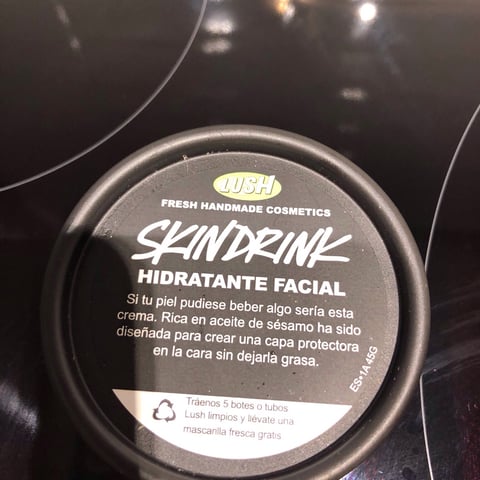 LUSH
FRESH HANDMADE COSMETICS
SKIN DRINK
HIDRATANTE FACIAL
Si tu piel pudiese beber algo sería esta
crema. Rica en aceite de sésamo ha sido
diseñada para crear una capa protectora
en la cara sin dejarla grasa.
ES+1A 45G
Tráenos 5 botes o tubos
Lush limpios y llévate una
mascarilla fresca gratis